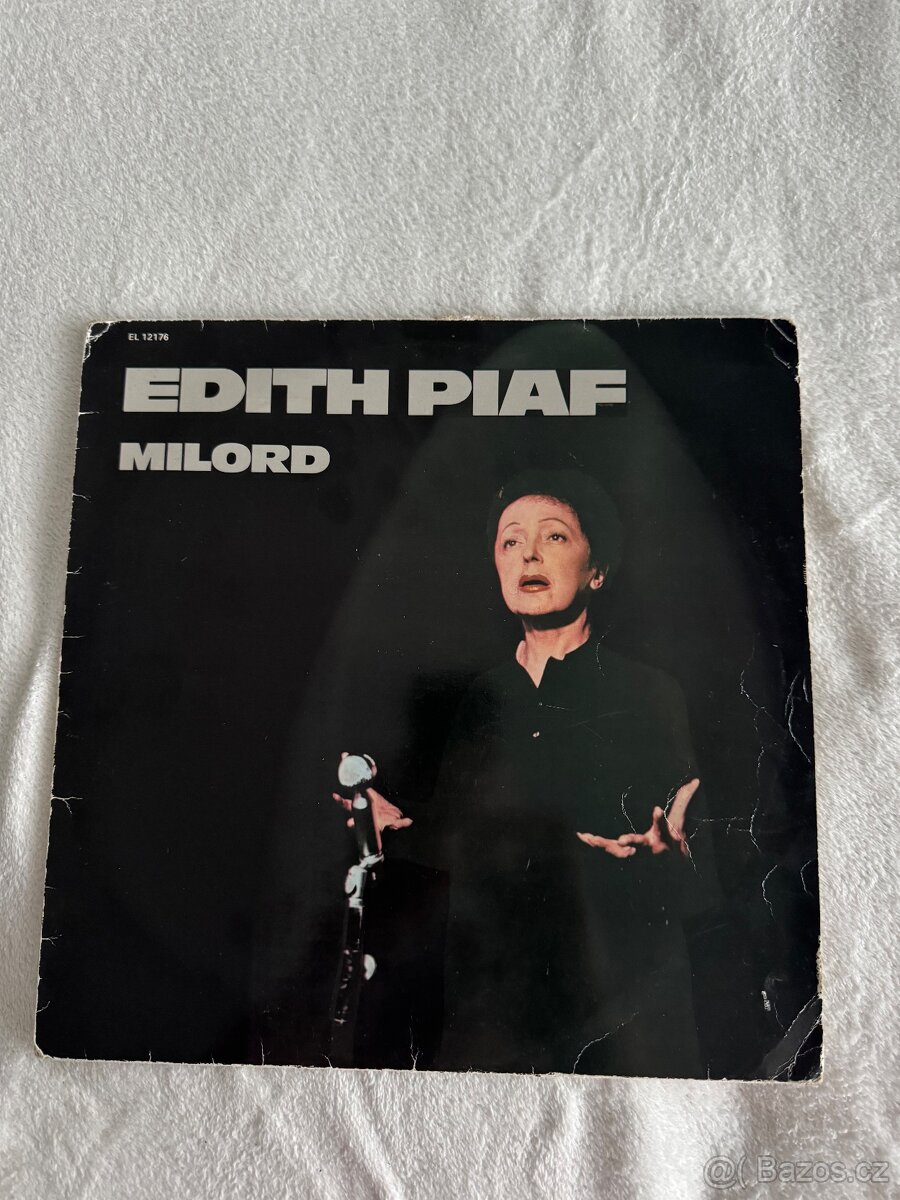 EL 12176
EDITH PIAF
MILORD
@( Bazos.cz